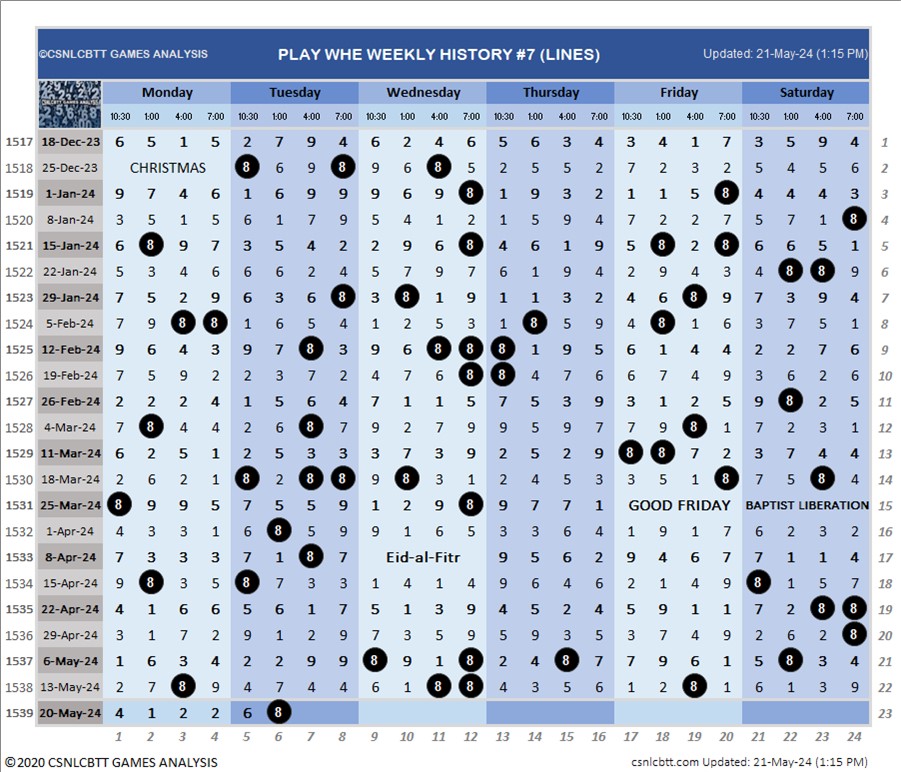 ©CSNLCBTT GAMES ANALYSIS PLAY WHE WEEKLY HISTORY #7 (LINES) Updated: 21-May-24 (1:15 PM)
Monday Tuesday Wednesday Thursday Friday Saturday
10:30 1:00 4:00 7:00 10:30 1:00 4:00 7:00 10:30 1:00 4:00 7:00 10:30 1:00 4:00 7:00 10:30 1:00 4:00 7:00 10:30 1:00 4:00 7:00
1517 18-Dec-23 6 5 1 5 2 7 9 4 6 2 4 6 5 6 3 4 3 4 1 7 3 5 9 4 1
1518 25-Dec-23 CHRISTMAS 8 6 9 8 9 6 8 5 2 5 5 2 7 2 3 2 5 4 5 6 2
1519 1-Jan-24 9 7 4 6 1 6 9 9 9 6 9 8 1 9 3 2 1 1 5 8 4 4 4 3 3
1520 8-Jan-24 3 5 1 5 6 1 7 9 5 4 1 2 1 5 9 4 7 2 2 7 5 7 1 8 4
1521 15-Jan-24 6 8 9 7 3 5 4 2 2 9 6 8 4 6 1 9 5 8 2 8 6 6 5 1 5
1522 22-Jan-24 5 3 4 6 6 6 2 4 5 7 9 7 6 1 9 4 2 9 4 3 4 8 8 9 6
1523 29-Jan-24 7 5 2 9 6 3 6 8 3 8 1 9 1 1 3 2 4 6 8 9 7 3 9 4 7
1524 5-Feb-24 7 9 8 8 1 6 5 4 1 2 5 3 1 8 5 9 4 8 1 6 3 7 5 1 8
1525 12-Feb-24 9 6 4 3 9 7 8 3 9 6 8 8 8 1 9 5 6 1 4 4 2 2 7 6 9
1526 19-Feb-24 7 5 9 2 2 3 7 2 4 7 6 8 8 4 7 6 6 7 4 9 3 6 2 6 10
1527 26-Feb-24 2 2 2 4 1 5 6 4 7 1 1 5 7 5 3 9 3 1 2 5 9 8 2 5 11
1528 4-Mar-24 7 8 4 4 2 6 8 7 9 2 7 9 9 5 9 7 7 9 8 1 7 2 3 1 12
1529 11-Mar-24 6 2 5 1 2 5 3 3 3 7 3 9 2 5 2 9 8 8 7 2 3 7 4 4 13
1530 18-Mar-24 2 6 2 1 8 2 8 8 9 8 3 1 2 4 5 3 3 5 1 8 7 5 8 4 14
1531 25-Mar-24 8 9 9 5 7 5 5 9 1 2 9 8 9 7 7 1 GOOD FRIDAY BAPTIST LIBERATION 15
1532 1-Apr-24 4 3 3 1 6 8 5 9 9 1 6 5 3 3 6 4 1 9 1 7 6 2 3 2 16
1533 8-Apr-24 7 3 3 3 7 1 8 7 Eid-al-Fitr 9 5 6 2 9 4 6 7 7 1 1 4 17
1534 15-Apr-24 9 8 3 5 8 7 3 3 1 4 1 4 9 6 4 6 2 1 4 9 8 1 5 7 18
1535 22-Apr-24 4 1 6 6 5 6 1 7 5 1 3 9 4 5 2 4 5 9 1 1 7 2 8 8 19
1536 29-Apr-24 3 1 7 2 9 1 2 9 7 3 5 9 5 9 3 5 3 7 4 9 2 6 2 8 20
1537 6-May-24 1 6 3 4 2 2 9 9 8 9 1 8 2 4 8 7 7 9 6 1 5 8 3 4 21
1538 13-May-24 2 7 8 9 4 7 4 4 6 1 8 8 4 3 5 6 1 2 8 1 6 1 3 9 22
1539 20-May-24 4 1 2 2 6 8 23
1 2 3 4 5 6 7 8 9 10 11 12 13 14 15 16 17 18 19 20 21 22 23 24
©2020 CSNLCBTT GAMES ANALYSIS csnlcbtt.com Updated: 21-May-24 (1:15 PM)